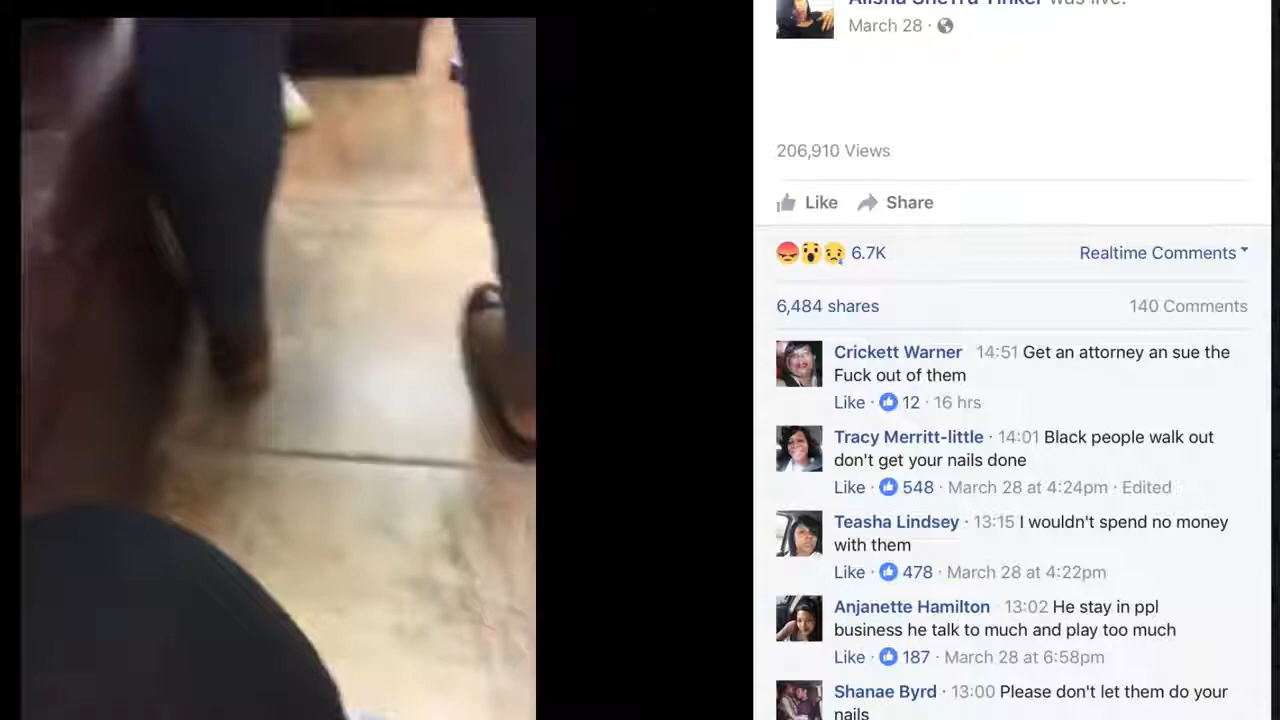 Alisha Shefra Tinker was live.
March 28 ·
206,910 Views
Like Share
6.7K Realtime Comments
6,484 shares 140 Comments
Crickett Warner 14:51 Get an attorney an sue the
Fuck out of them
Like · 12 · 16 hrs
Tracy Merritt-little · 14:01 Black people walk out
don't get your nails done
Like · 548 · March 28 at 4:24pm · Edited
Teasha Lindsey · 13:15 I wouldn't spend no money
with them
Like · 478 · March 28 at 4:22pm
Anjanette Hamilton 13:02 He stay in ppl
business he talk to much and play too much
Like · 187 · March 28 at 6:58pm
Shanae Byrd · 13:00 Please don't let them do your
nails